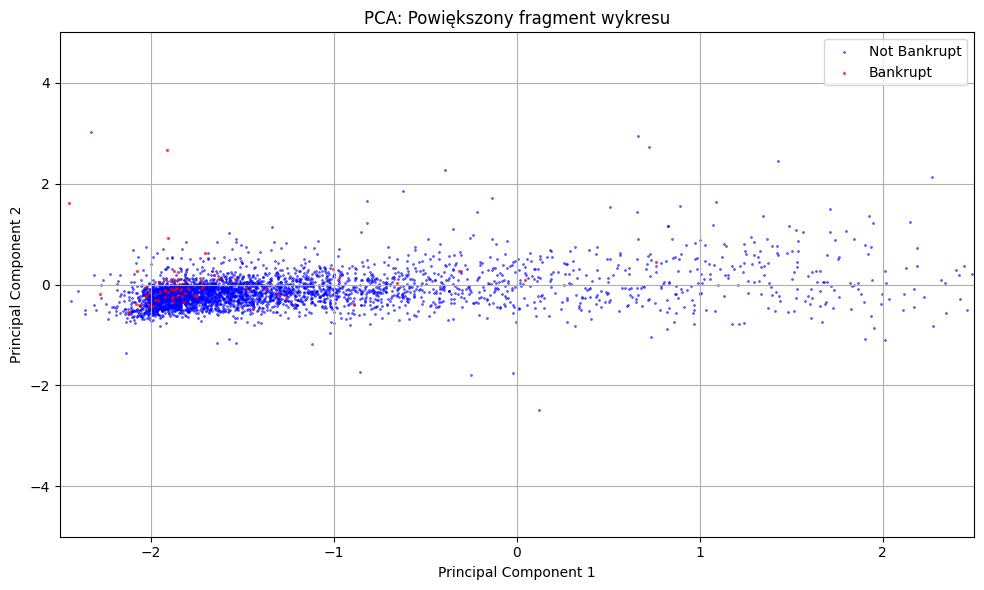 PCA: Powiększony fragment wykresu
Not Bankrupt
Bankrupt
Principal Component 2
4
2
0
−2
−4
−2
−1
0
1
2
Principal Component 1